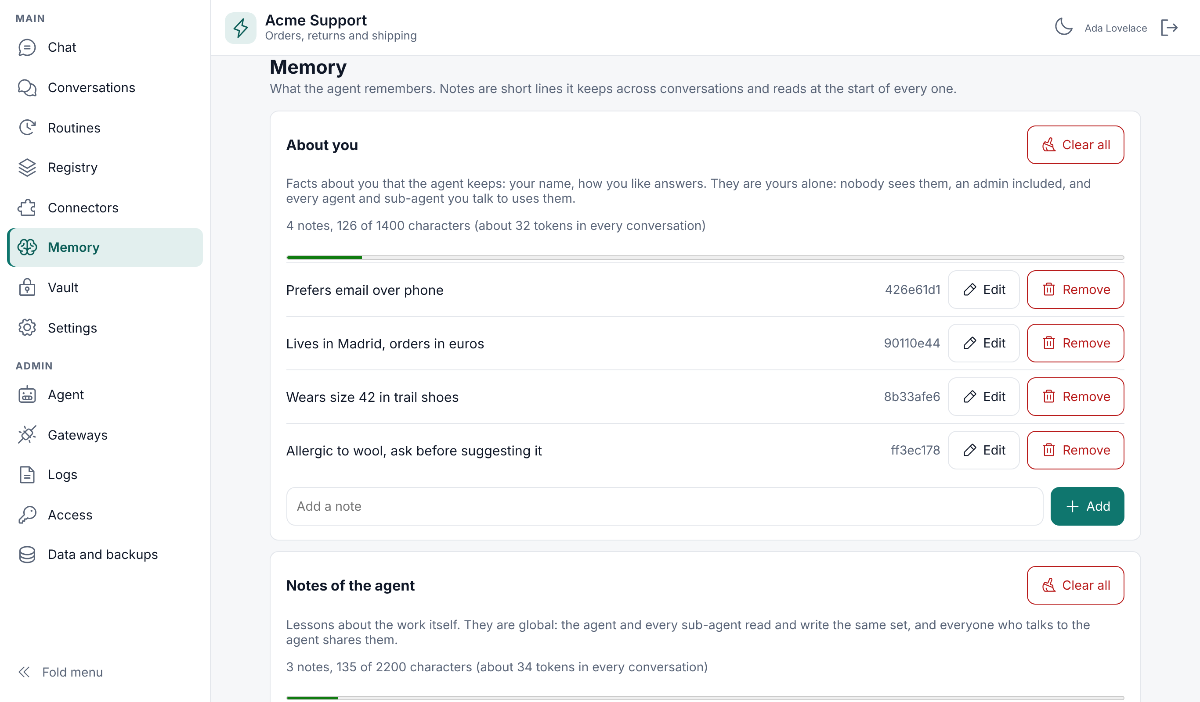 MAIN
Chat
Conversations
Routines
Registry
Connectors
Memory
Vault
Settings
ADMIN
Agent
Gateways
Logs
Access
Data and backups
Fold menu
Acme Support
Orders, returns and shipping
Ada Lovelace
Memory
What the agent remembers. Notes are short lines it keeps across conversations and reads at the start of every one.
About you
Clear all
Facts about you that the agent keeps: your name, how you like answers. They are yours alone: nobody sees them, an admin included, and
every agent and sub-agent you talk to uses them.
4 notes, 126 of 1400 characters (about 32 tokens in every conversation)
Prefers email over phone 426e61d1 Edit Remove
Lives in Madrid, orders in euros 90110e44 Edit Remove
Wears size 42 in trail shoes 8b33afe6 Edit Remove
Allergic to wool, ask before suggesting it ff3ec178 Edit Remove
Add a note Add
Notes of the agent
Clear all
Lessons about the work itself. They are global: the agent and every sub-agent read and write the same set, and everyone who talks to the
agent shares them.
3 notes, 135 of 2200 characters (about 34 tokens in every conversation)